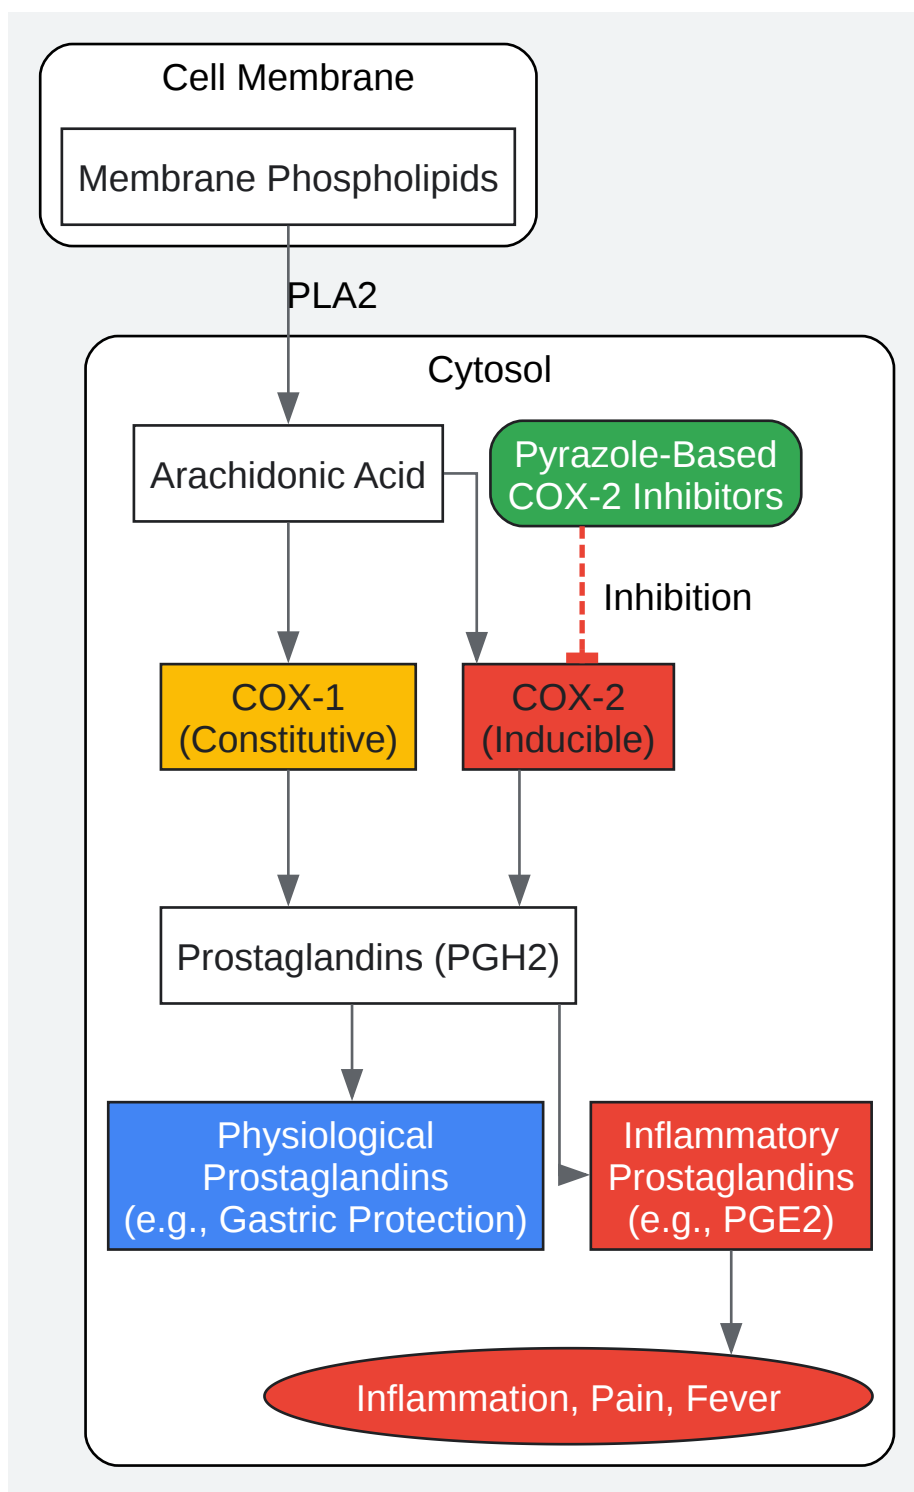 Cell Membrane
Membrane Phospholipids
PLA2
Cytosol
Arachidonic Acid
Pyrazole-Based
COX-2 Inhibitors
Inhibition
COX-1
(Constitutive)
COX-2
(Inducible)
Prostaglandins (PGH2)
Physiological
Prostaglandins
(e.g., Gastric Protection)
Inflammatory
Prostaglandins
(e.g., PGE2)
Inflammation, Pain, Fever